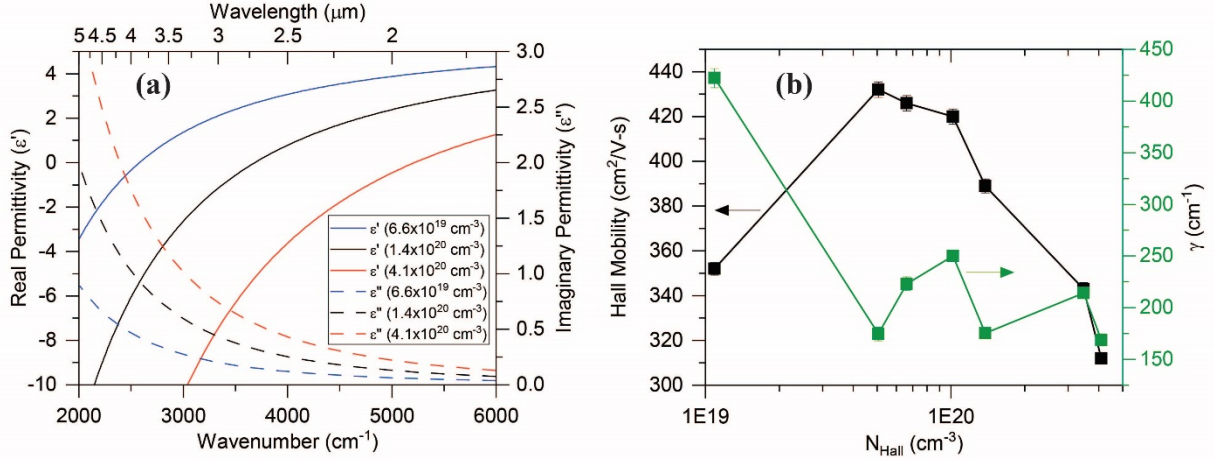 Wavelength (μm)
5 4.5 4 3.5 3 2.5 2
(a)
Real Permittivity (ε')
4
2
0
-2
-4
-6
-8
-10
3.0
2.5
2.0
1.5
1.0
0.5
0.0
Imaginary Permittivity (ε")
ε' (6.6x10¹⁹ cm⁻³)
ε' (1.4x10²⁰ cm⁻³)
ε' (4.1x10²⁰ cm⁻³)
ε" (6.6x10¹⁹ cm⁻³)
ε" (1.4x10²⁰ cm⁻³)
ε" (4.1x10²⁰ cm⁻³)
2000 3000 4000 5000 6000
Wavenumber (cm⁻¹)
(b)
Hall Mobility (cm²/V-s)
440
420
400
380
360
340
320
300
450
400
350
300
250
200
150
γ (cm⁻¹)
1E19 1E20
N_Hall (cm⁻³)